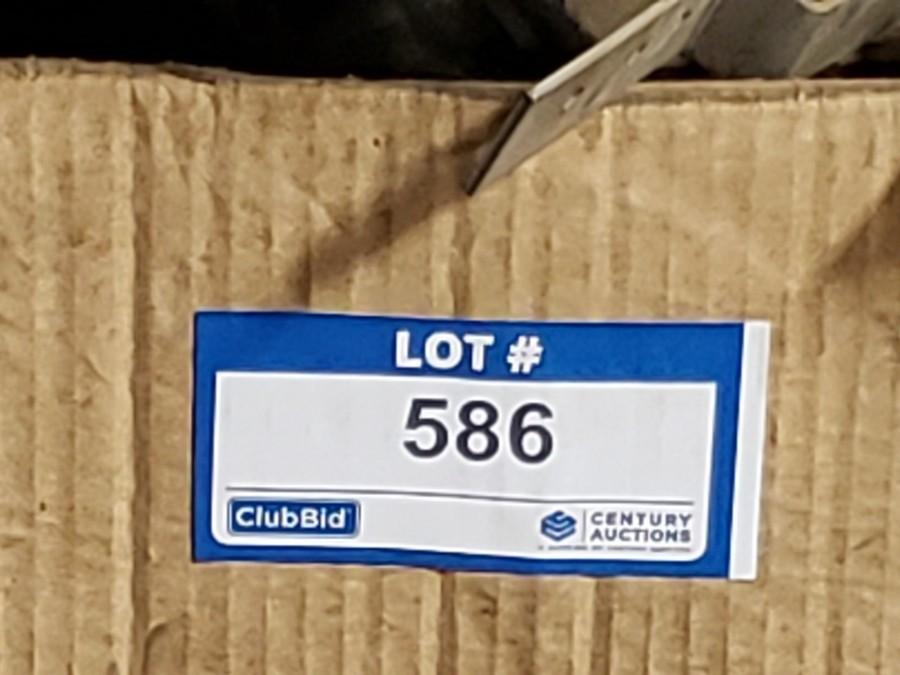 LOT #
586
ClubBid
CENTURY
AUCTIONS